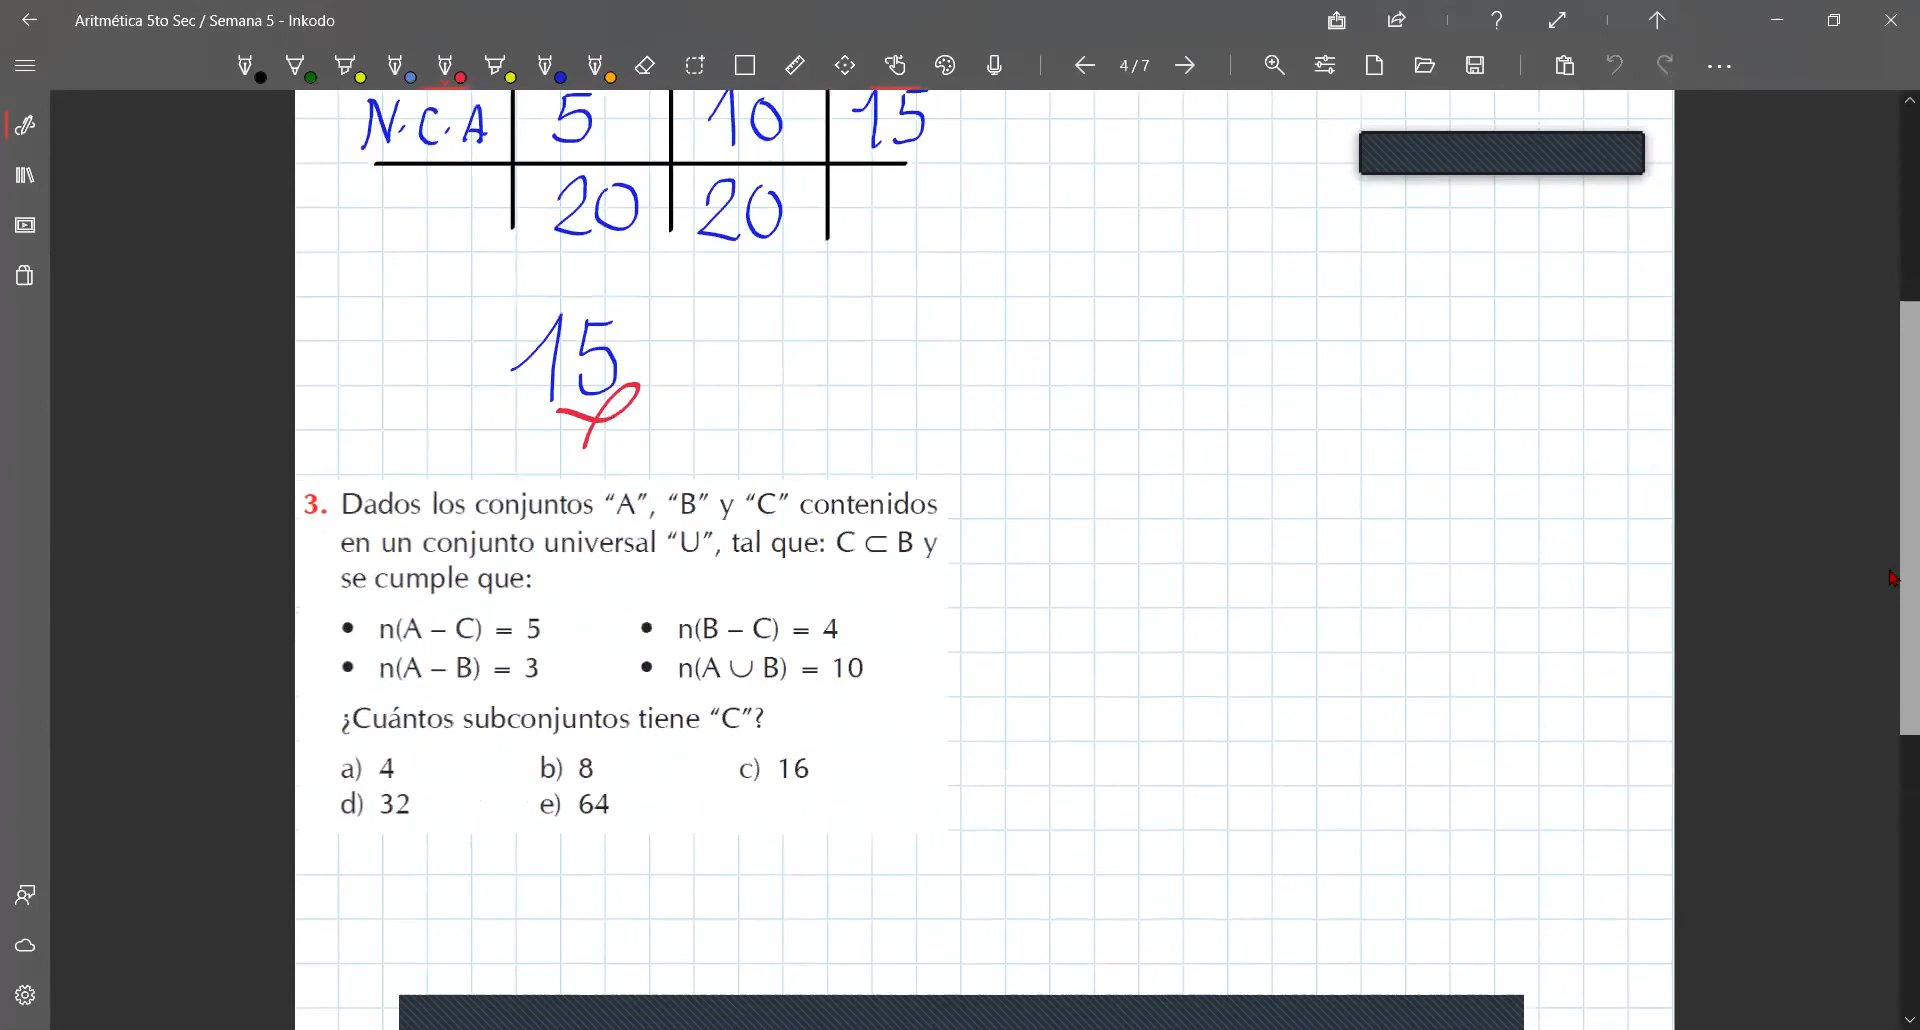 Aritmética 5to Sec / Semana 5 - Inkodo
4 / 7
N.C.A 5 10 15
20 20
15
3. Dados los conjuntos “A”, “B” y “C” contenidos
en un conjunto universal “U”, tal que: C ⊂ B y
se cumple que:
• n(A – C) = 5 • n(B – C) = 4
• n(A – B) = 3 • n(A ∪ B) = 10
¿Cuántos subconjuntos tiene “C”?
a) 4 b) 8 c) 16
d) 32 e) 64